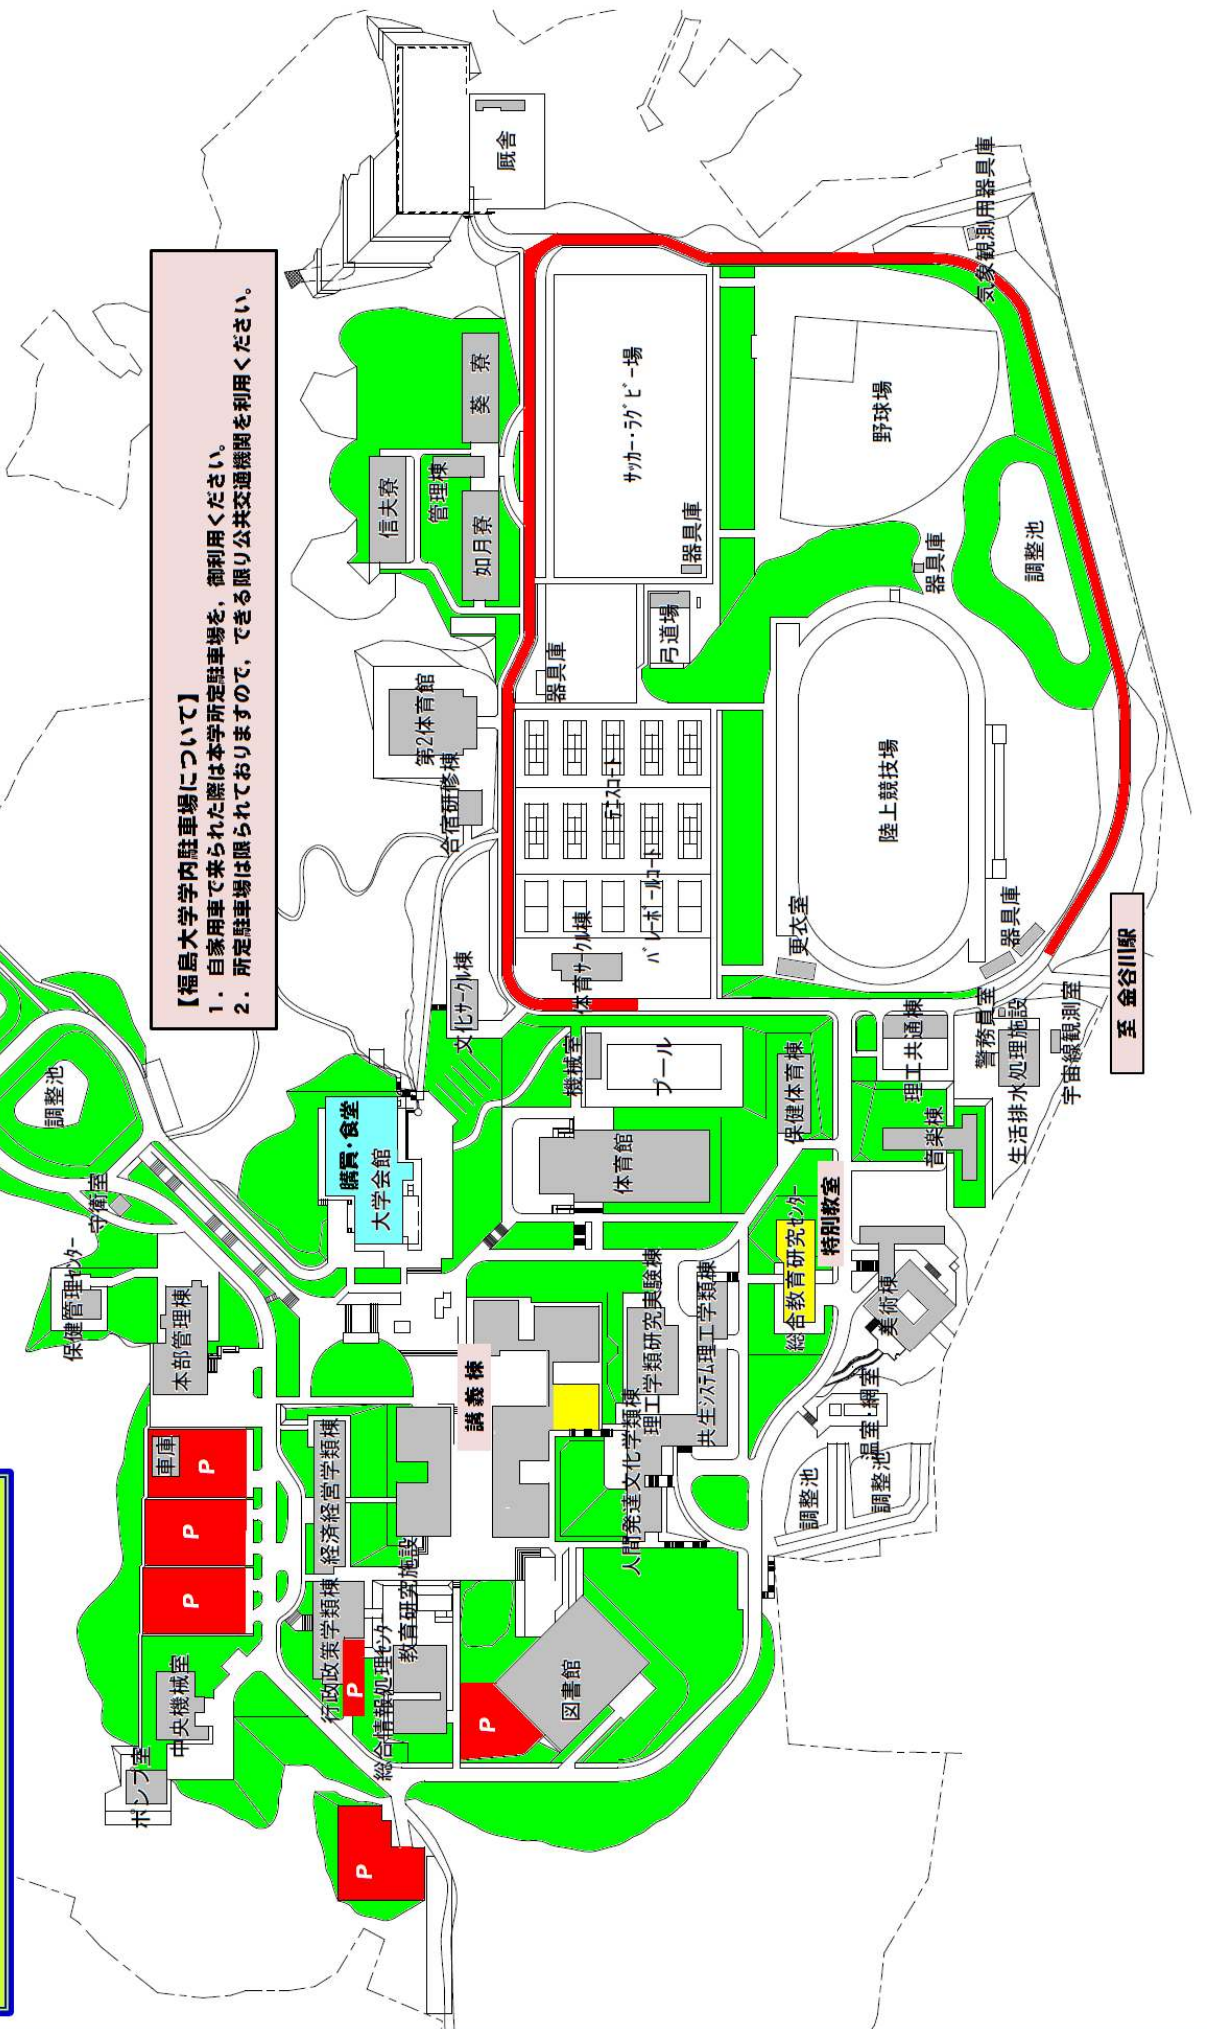 【福島大学学内駐車場について】
1．自家用車で来られた際は本学所定駐車場を，御利用ください。
2．所定駐車場は限られておりますので，できる限り公共交通機関を利用ください。
厩舎
気象観測用器具庫
葵 寮
信夫寮
管理棟
如月寮
サッカー・ラグビー場
器具庫
野球場
器具庫
調整池
弓道場
器具庫
第2体育館
合宿研修棟
テニスコート
バレーボールコート
陸上競技場
体育サークル棟
更衣室
器具庫
文化サークル棟
調整池
守衛室
購買・食堂
大学会館
機械室
プール
体育館
保健体育棟
理工共通棟
警務員室
生活排水処理施設
宇宙線観測室
至 金谷川駅
音楽棟
特別教室
総合教育研究センター
美術棟
保健管理センター
本部管理棟
講義棟
理工学類研究実験棟
共生システム理工学類棟
人間発達文化学類棟
温室・網室
調整池
調整池
車庫
P
P
P
経済経営学類棟
行政政策学類棟
P
総合情報処理センター
教育研究施設
P
図書館
中央機械室
ポンプ室
P